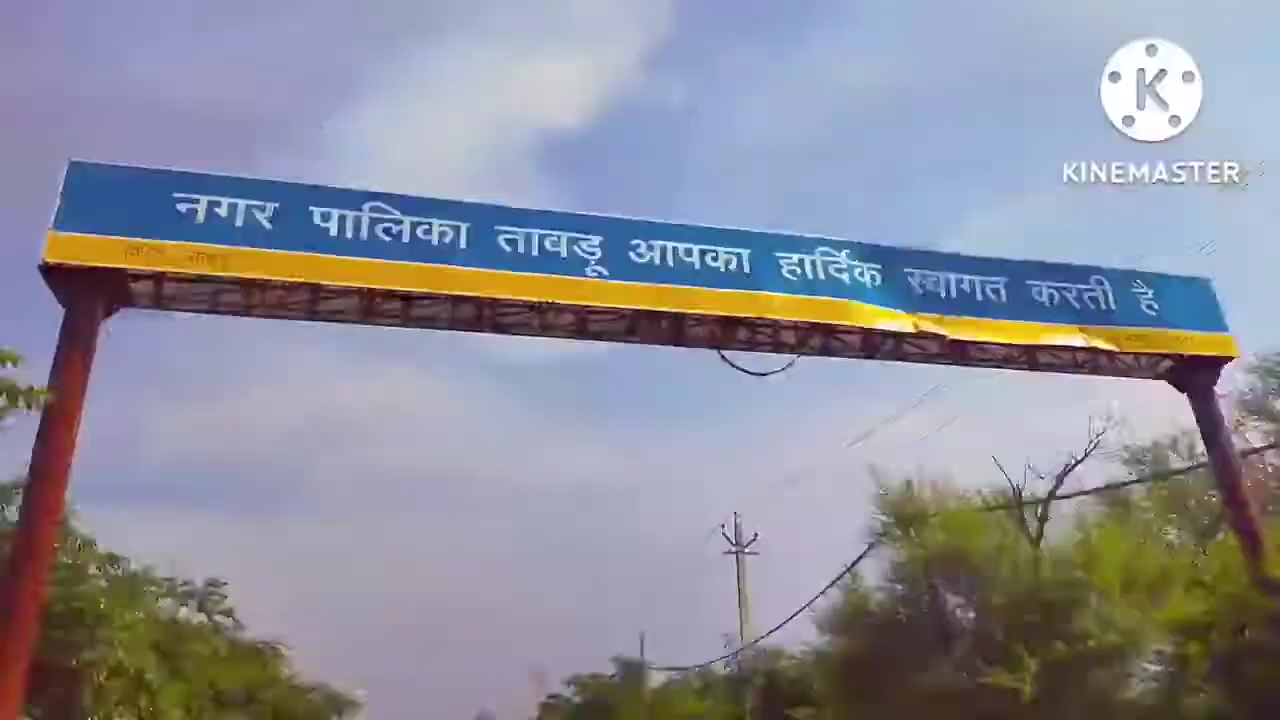 नगर पालिका तावडू आपका हार्दिक स्वागत करती है
K
KINEMASTER